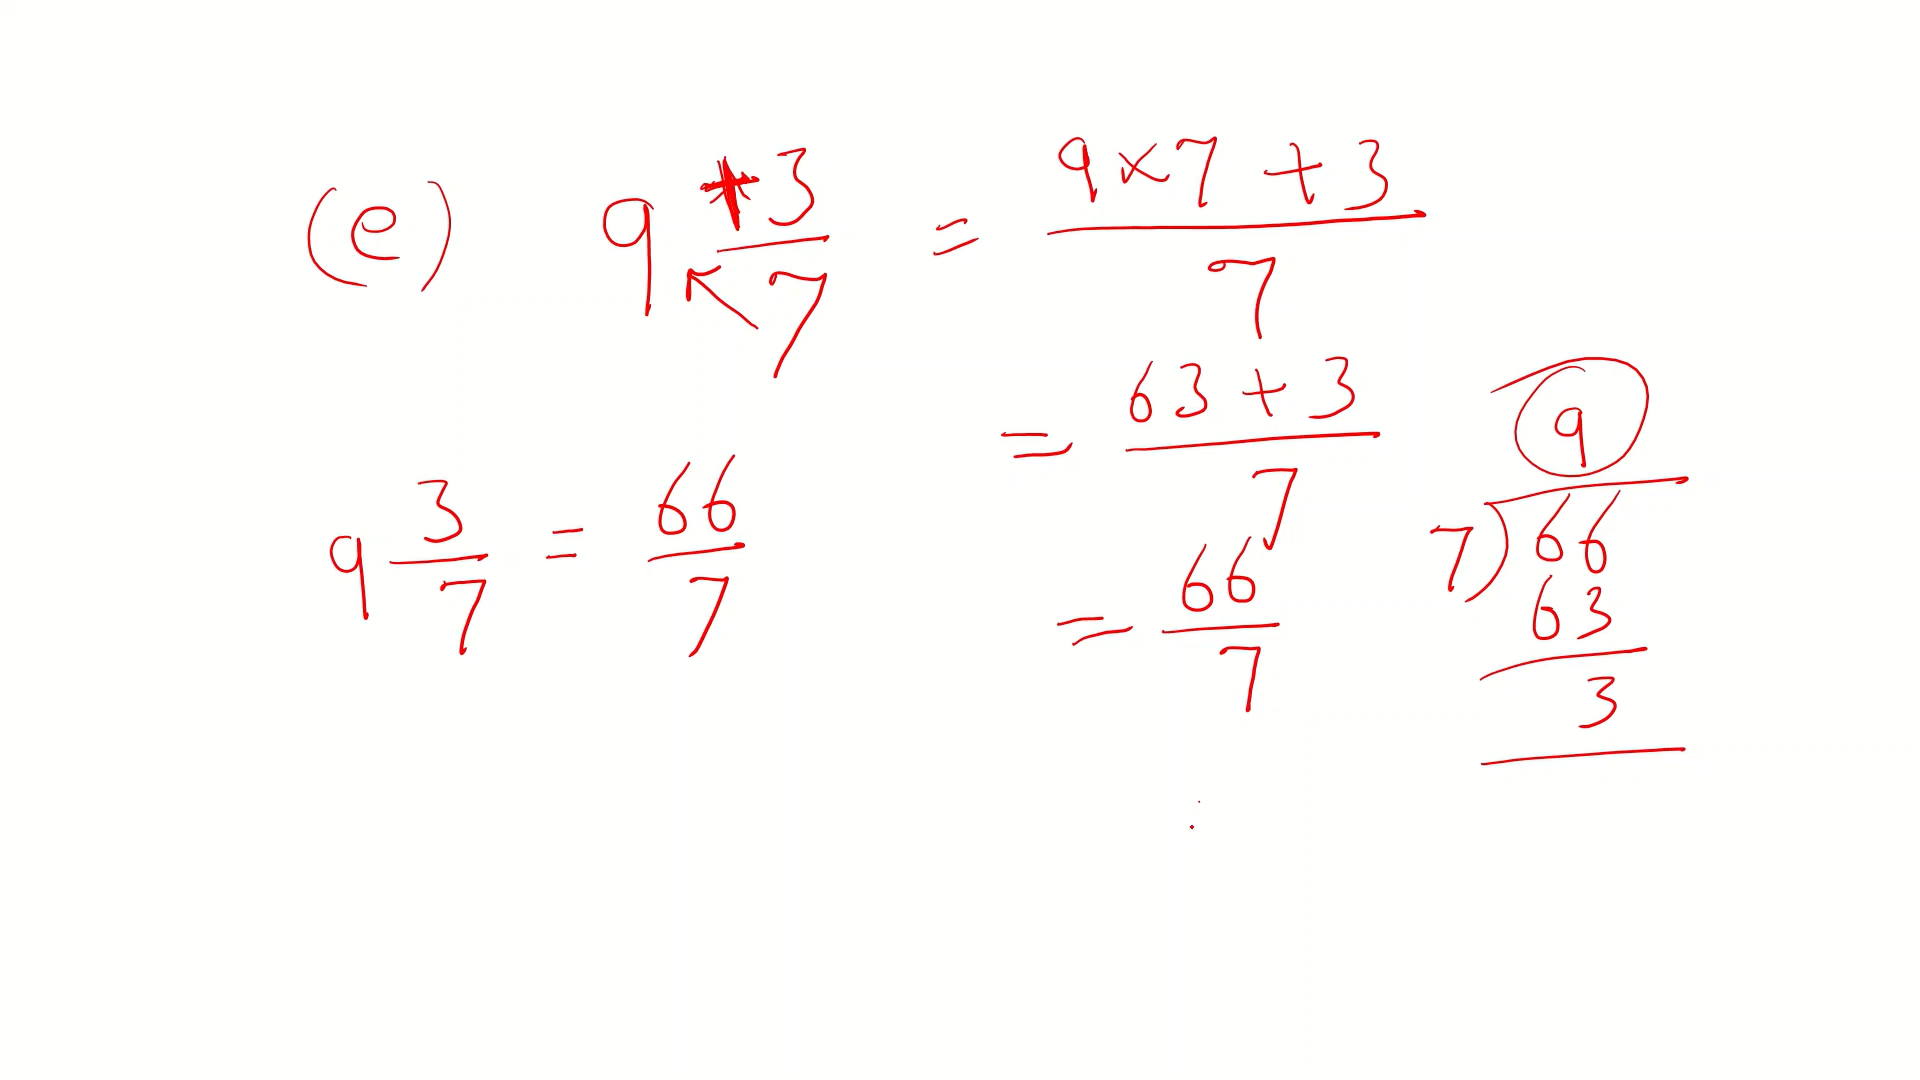 (e) 9 + 3/7 = (9 × 7 + 3)/7
= (63 + 3)/7
9 3/7 = 66/7
= 66/7
9
7) 66
63
3